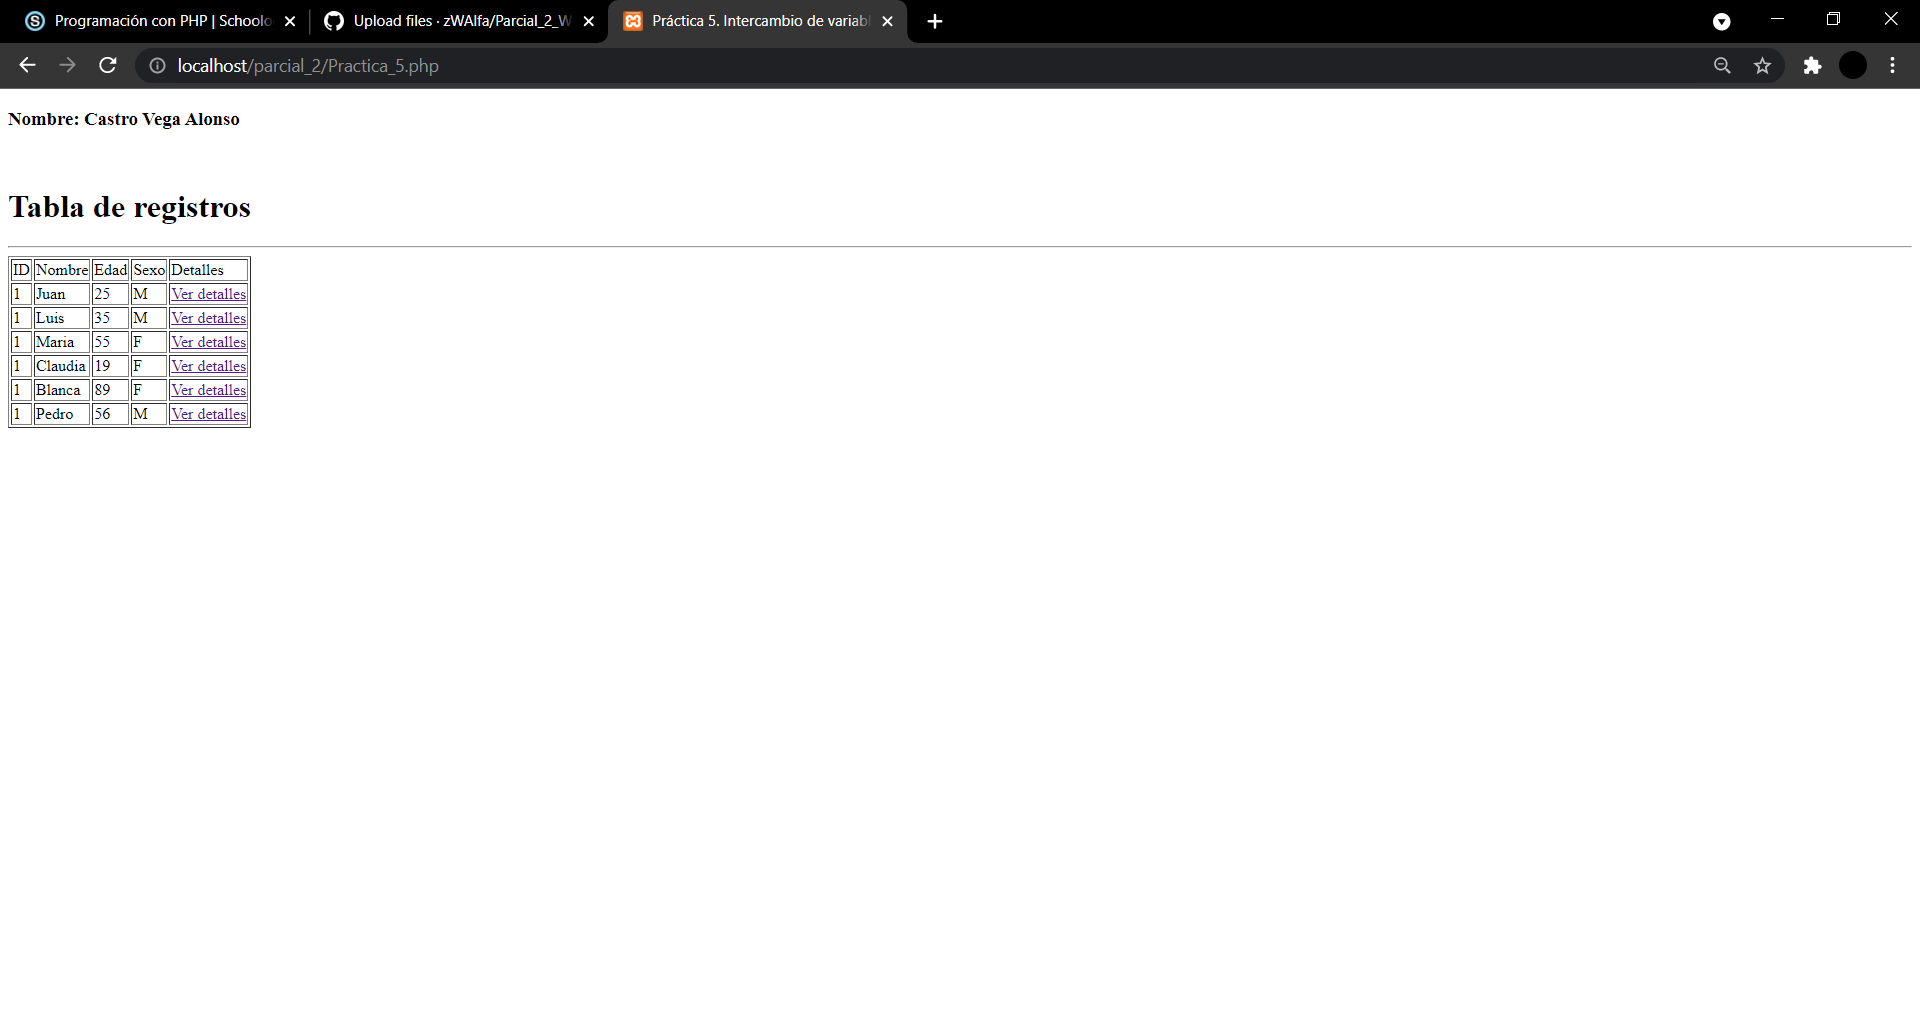 Programación con PHP | Schoolo
Upload files · zWAlfa/Parcial_2_W
Práctica 5. Intercambio de variabl
localhost/parcial_2/Practica_5.php
Nombre: Castro Vega Alonso
Tabla de registros
ID Nombre Edad Sexo Detalles
1 Juan 25 M Ver detalles
1 Luis 35 M Ver detalles
1 Maria 55 F Ver detalles
1 Claudia 19 F Ver detalles
1 Blanca 89 F Ver detalles
1 Pedro 56 M Ver detalles